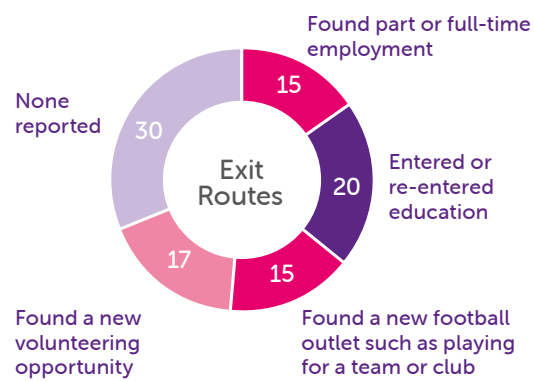 Found part or full-time
employment
15
None
reported
30
Exit
Routes
Entered or
re-entered
education
20
17
15
Found a new
volunteering
opportunity
Found a new football
outlet such as playing
for a team or club